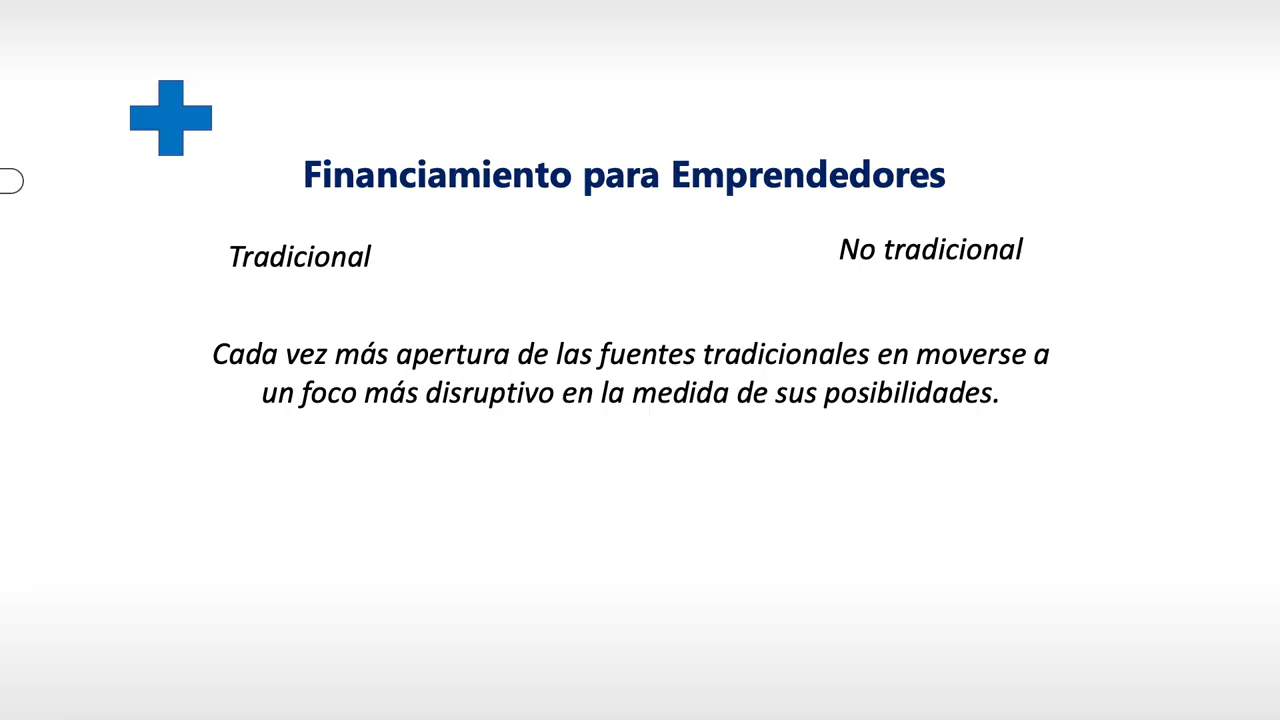 Financiamiento para Emprendedores
Tradicional
No tradicional
Cada vez más apertura de las fuentes tradicionales en moverse a
un foco más disruptivo en la medida de sus posibilidades.